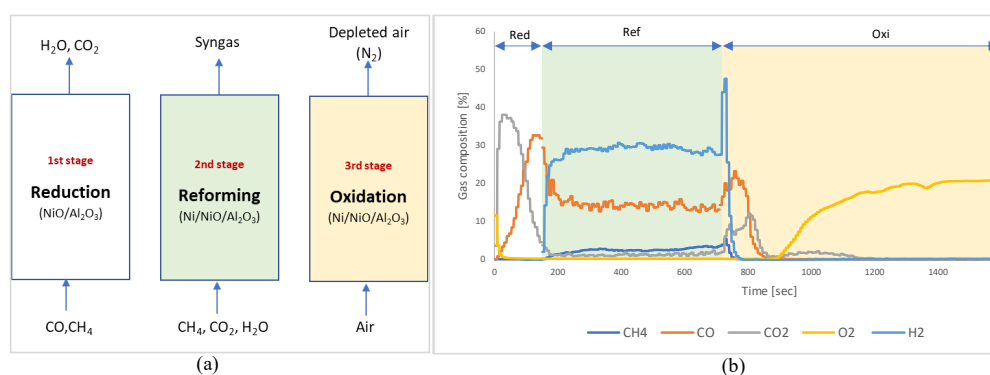 H₂O, CO₂
Syngas
Depleted air
(N₂)
1st stage
Reduction
(NiO/Al₂O₃)
2nd stage
Reforming
(Ni/NiO/Al₂O₃)
3rd stage
Oxidation
(Ni/NiO/Al₂O₃)
CO,CH₄
CH₄, CO₂, H₂O
Air
(a)
Red
Ref
Oxi
Gas composition [%]
60
50
40
30
20
10
0
200
400
600
800
1000
1200
1400
Time [sec]
CH4
CO
CO2
O2
H2
(b)